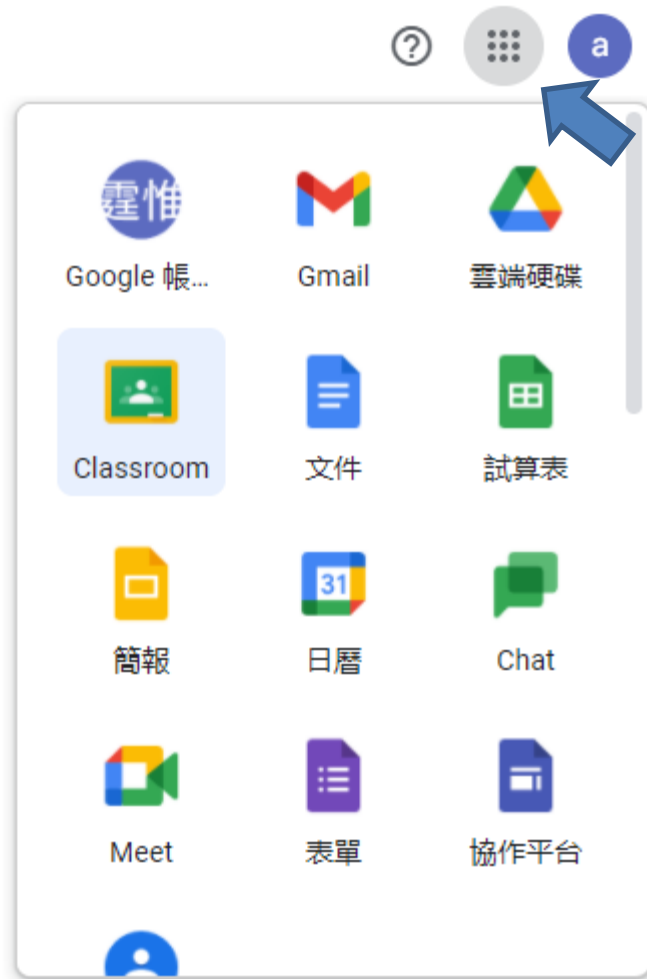 a
霆惟
Google 帳...
Gmail
雲端硬碟
Classroom
文件
試算表
簡報
31
日曆
Chat
Meet
表單
協作平台